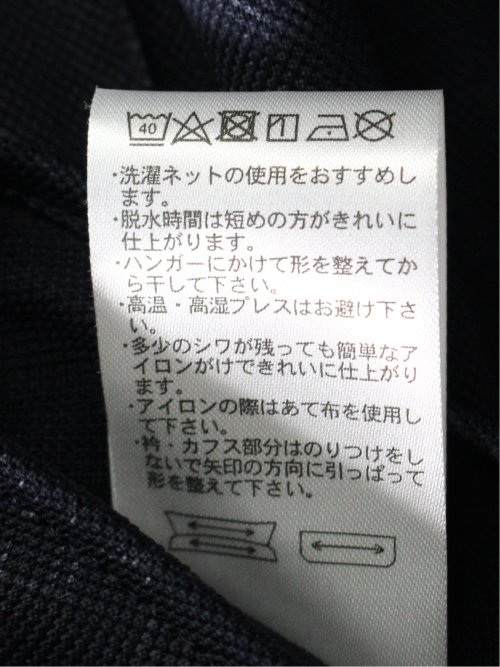 40
・洗濯ネットの使用をおすすめし
ます。
・脱水時間は短めの方がきれいに
仕上がります。
・ハンガーにかけて形を整えてか
ら干して下さい。
・高温・高湿プレスはお避け下さ
い。
・多少のシワが残っても簡単なア
イロンがけできれいに仕上がり
ます。
・アイロンの際はあて布を使用し
て下さい。
・衿・カフス部分はのりつけをし
ないで矢印の方向に引っぱって
形を整えて下さい。